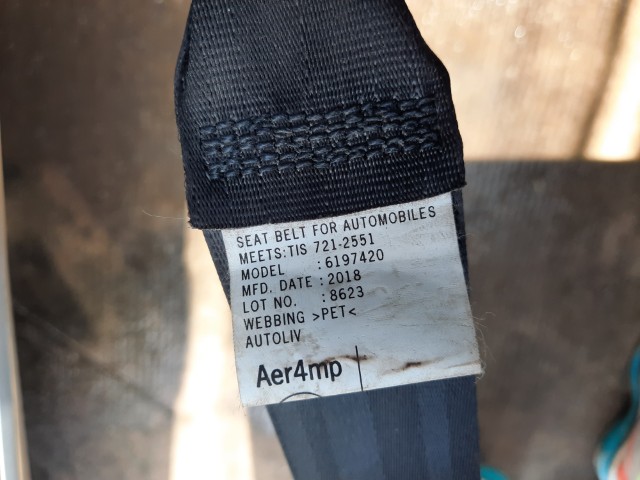 SEAT BELT FOR AUTOMOBILES
MEETS:TIS 721-2551
MODEL :6197420
MFD. DATE :2018
LOT NO. :8623
WEBBING >PET<
AUTOLIV
Aer4mp